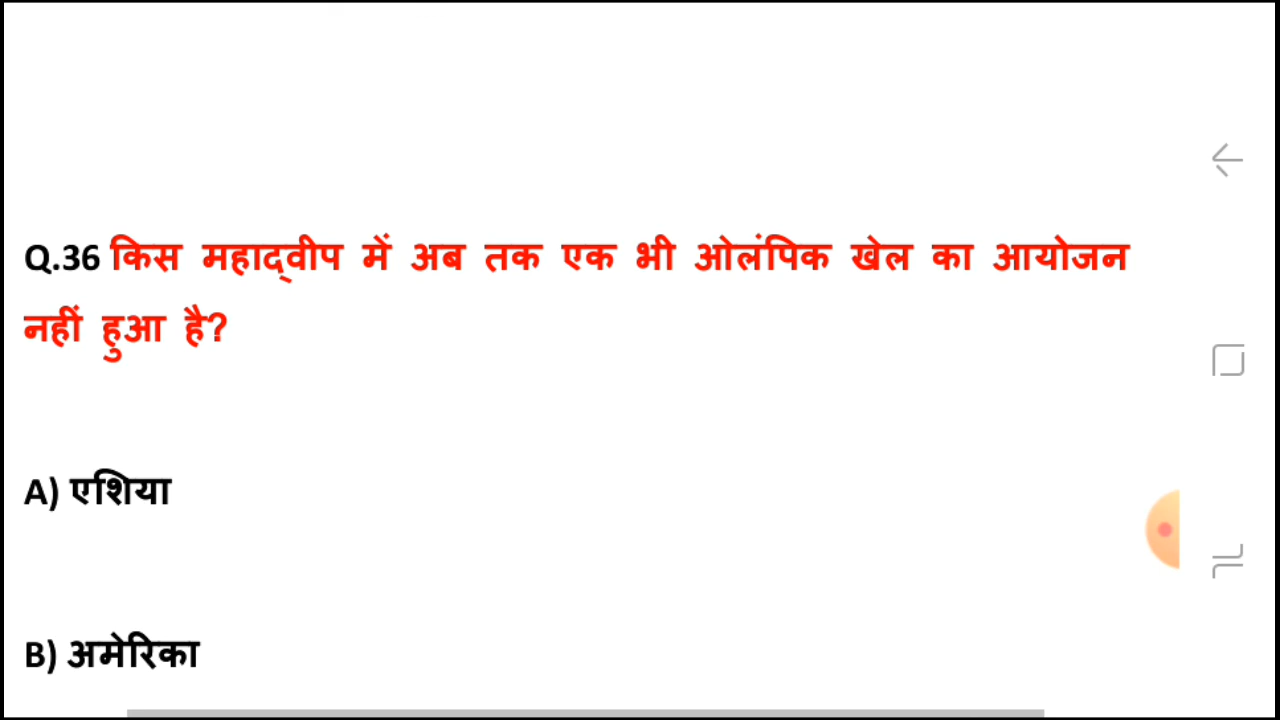 Q.36 किस महाद्वीप में अब तक एक भी ओलंपिक खेल का आयोजन
नहीं हुआ है?
A) एशिया
B) अमेरिका